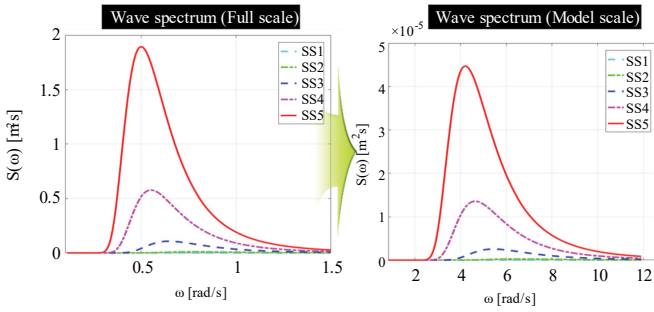 Wave spectrum (Full scale)
2
1.5
1
0.5
0
S(ω) [m²s]
0.5
1
1.5
ω [rad/s]
SS1
SS2
SS3
SS4
SS5
Wave spectrum (Model scale)
×10⁻⁵
5
4
3
2
1
0
S(ω) [m²s]
2
4
6
8
10
12
ω [rad/s]
SS1
SS2
SS3
SS4
SS5